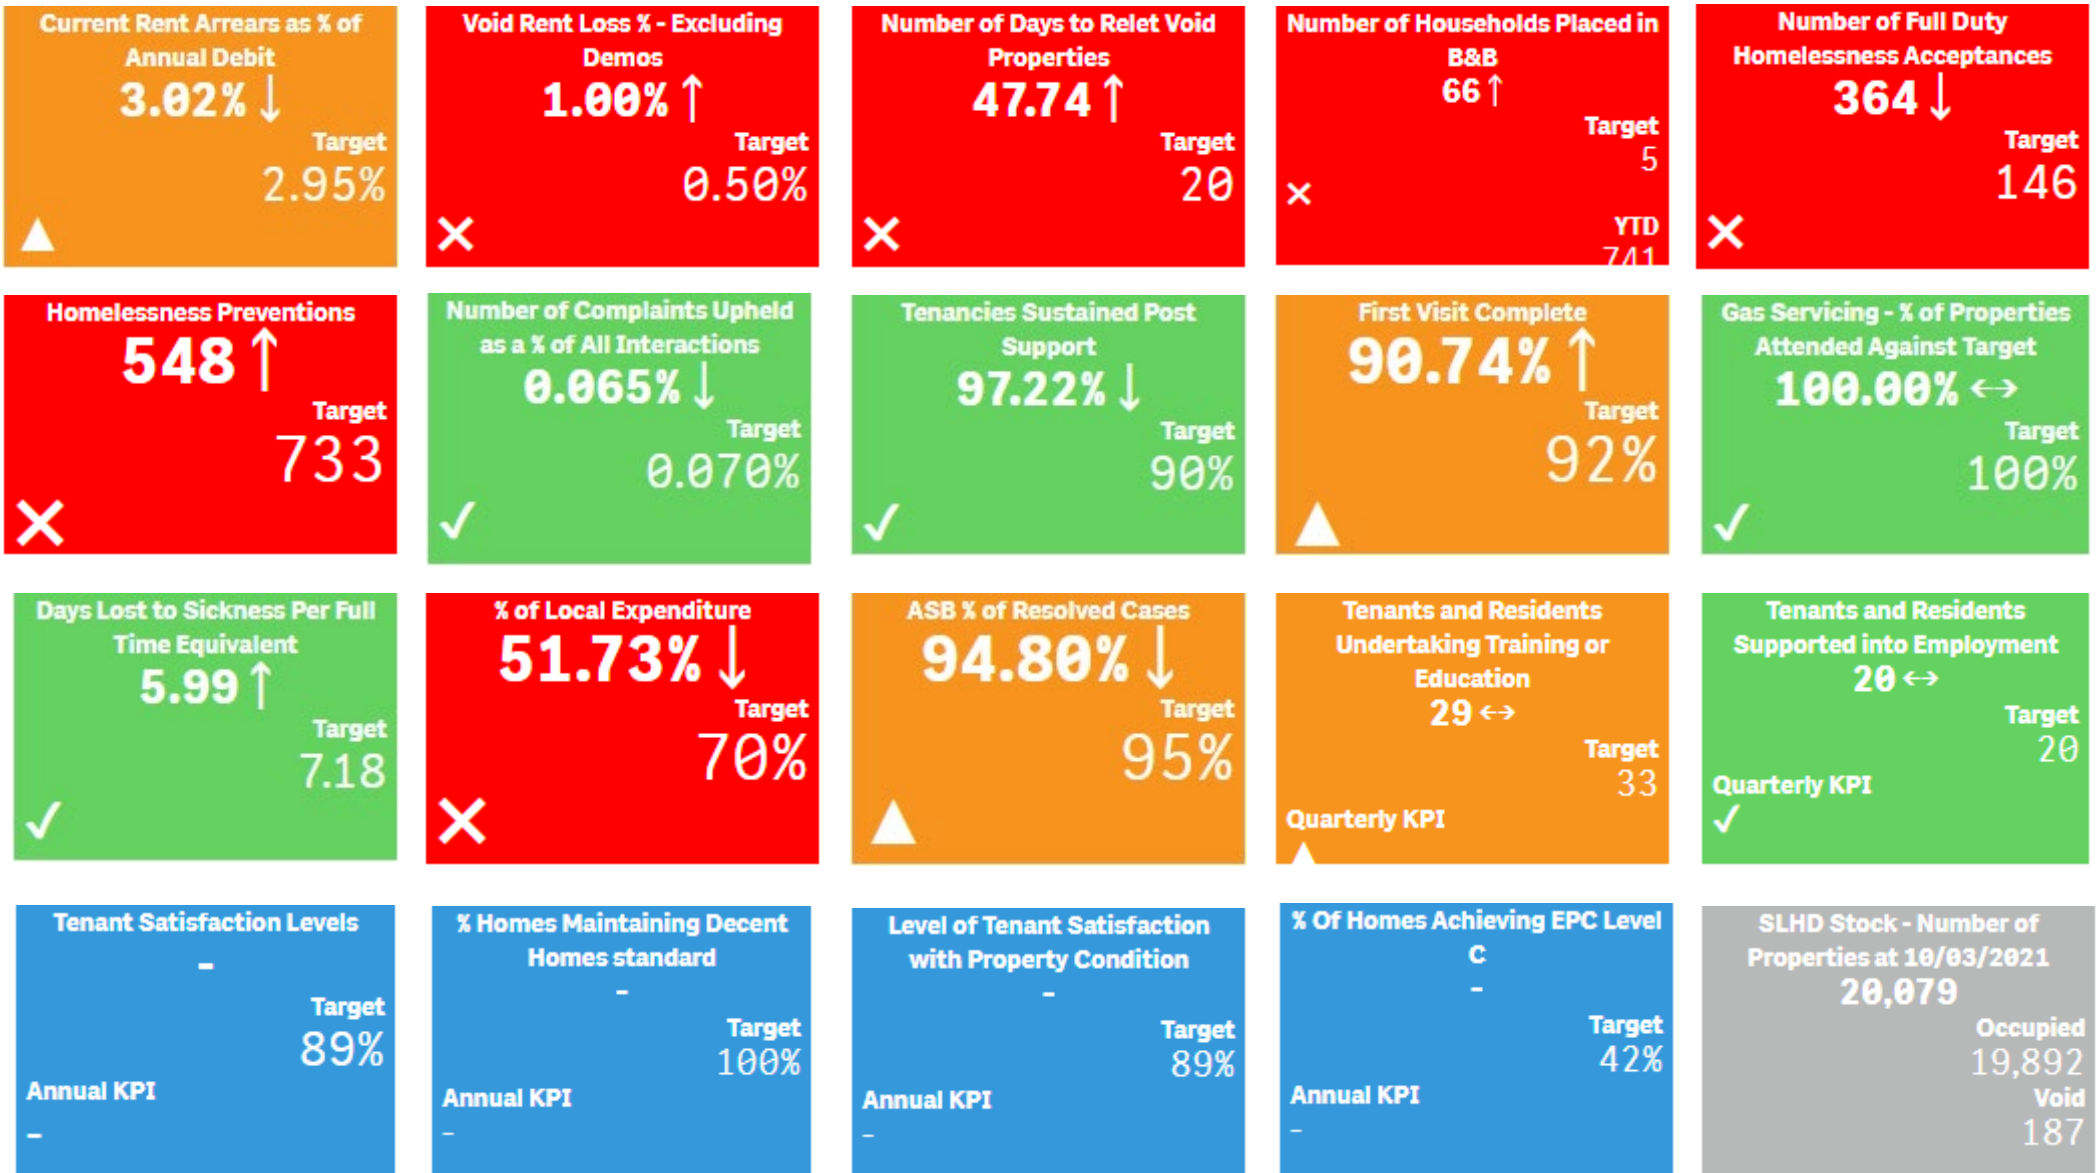 Current Rent Arrears as % of
Annual Debit
3.02% ↓
Target
2.95%
▲
Void Rent Loss % - Excluding
Demos
1.00% ↑
Target
0.50%
✕
Number of Days to Relet Void
Properties
47.74 ↑
Target
20
✕
Number of Households Placed in
B&B
66 ↑
Target
5
✕
YTD
741
Number of Full Duty
Homelessness Acceptances
364 ↓
Target
146
✕
Homelessness Preventions
548 ↑
Target
733
✕
Number of Complaints Upheld
as a % of All Interactions
0.065% ↓
Target
0.070%
✓
Tenancies Sustained Post
Support
97.22% ↓
Target
90%
✓
First Visit Complete
90.74% ↑
Target
92%
▲
Gas Servicing - % of Properties
Attended Against Target
100.00% ↔
Target
100%
✓
Days Lost to Sickness Per Full
Time Equivalent
5.99 ↑
Target
7.18
✓
% of Local Expenditure
51.73% ↓
Target
70%
✕
ASB % of Resolved Cases
94.80% ↓
Target
95%
▲
Tenants and Residents
Undertaking Training or
Education
29 ↔
Target
33
Quarterly KPI
▲
Tenants and Residents
Supported into Employment
20 ↔
Target
20
Quarterly KPI
✓
Tenant Satisfaction Levels
-
Target
89%
Annual KPI
-
% Homes Maintaining Decent
Homes standard
-
Target
100%
Annual KPI
-
Level of Tenant Satisfaction
with Property Condition
-
Target
89%
Annual KPI
-
% Of Homes Achieving EPC Level
C
-
Target
42%
Annual KPI
-
SLHD Stock - Number of
Properties at 10/03/2021
20,079
Occupied
19,892
Void
187